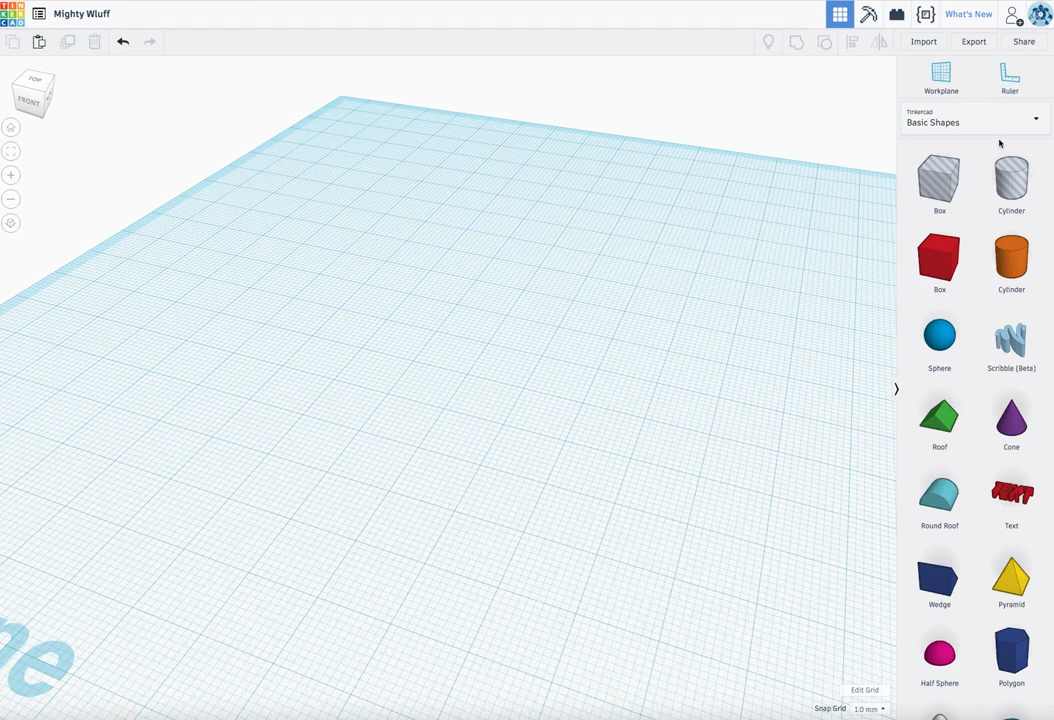 TIN
KER
CAD
Mighty Wluff
What's New
Import
Export
Share
TOP
FRONT
Workplane
Ruler
Tinkercad
Basic Shapes
Box
Cylinder
Box
Cylinder
Sphere
Scribble (Beta)
Roof
Cone
Round Roof
TEXT
Text
Wedge
Pyramid
Half Sphere
Polygon
ne
Edit Grid
Snap Grid
1.0 mm